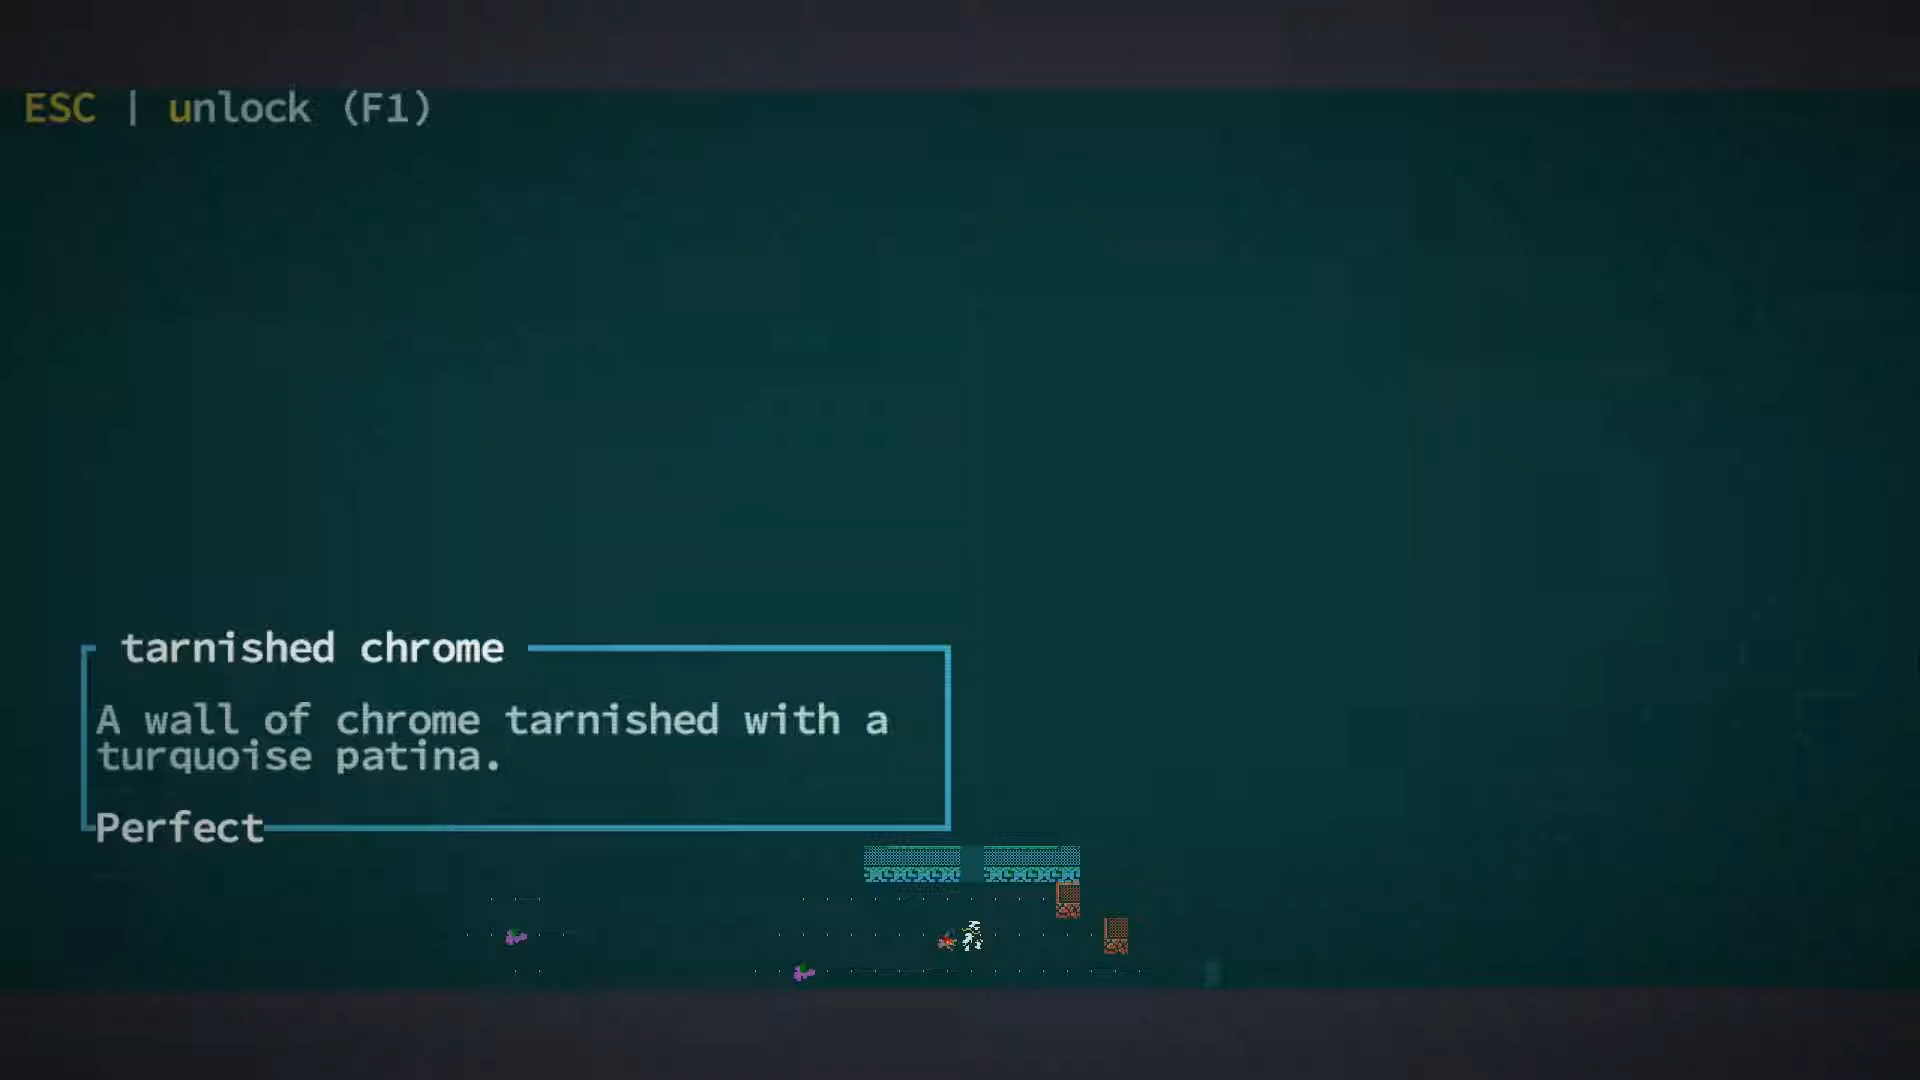 ESC | unlock (F1)
tarnished chrome
A wall of chrome tarnished with a
turquoise patina.
Perfect